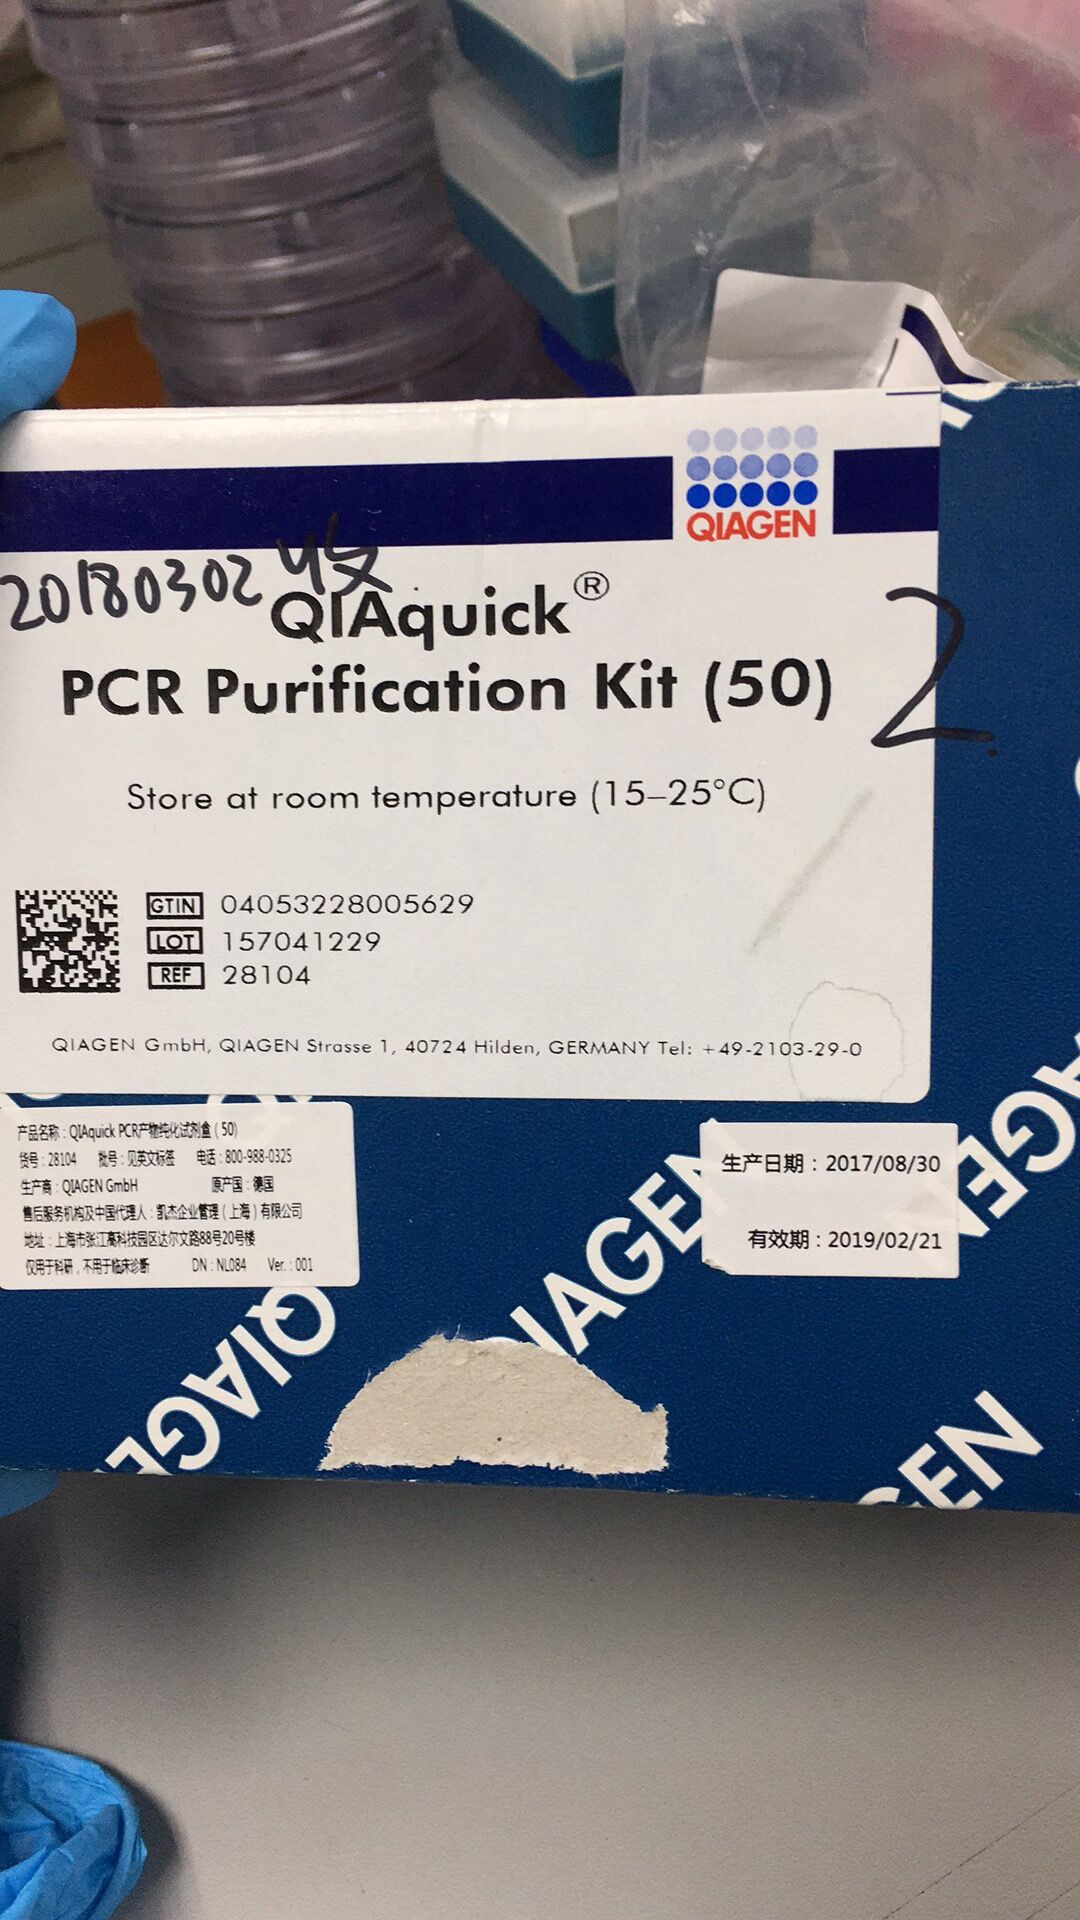 QIAGEN
20180302 收
QIAquick®
PCR Purification Kit (50)
2
Store at room temperature (15–25°C)
GTIN 04053228005629
LOT 157041229
REF 28104
QIAGEN GmbH, QIAGEN Strasse 1, 40724 Hilden, GERMANY Tel: +49-2103-29-0
产品名称：QIAquick PCR产物纯化试剂盒（50）
货号：28104 批号：见英文标签 电话：800-988-0325
生产商：QIAGEN GmbH 原产国：德国
售后服务机构及中国代理人：凯杰企业管理（上海）有限公司
地址：上海市张江高科技园区达尔文路88号20号楼
仅用于科研，不用于临床诊断 DN：NL084 Ver.：001
生产日期：2017/08/30
有效期：2019/02/21
QIAGEN
QIAGEN
QIAGEN
GEN